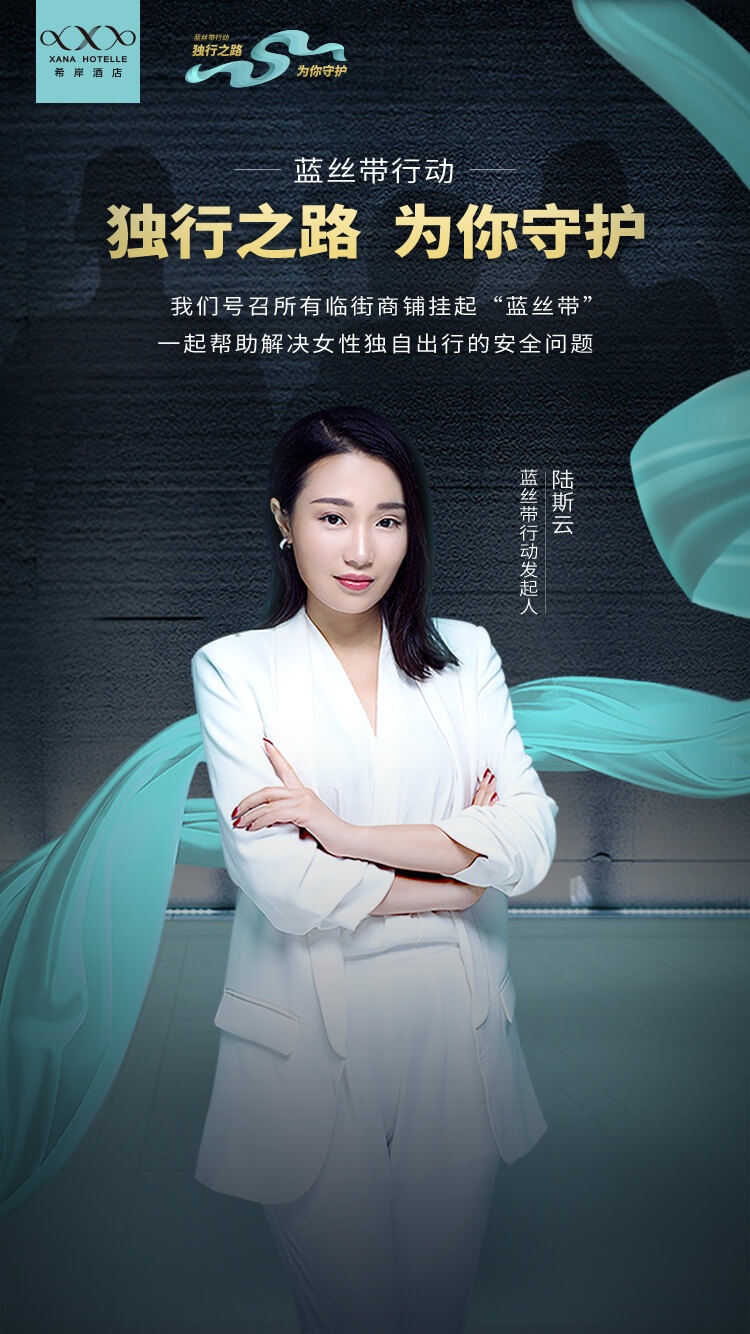 XANA HOTELLE
希岸酒店
蓝丝带行动
独行之路
为你守护
蓝丝带行动
独行之路 为你守护
我们号召所有临街商铺挂起“蓝丝带”
一起帮助解决女性独自出行的安全问题
陆斯云
蓝丝带行动发起人